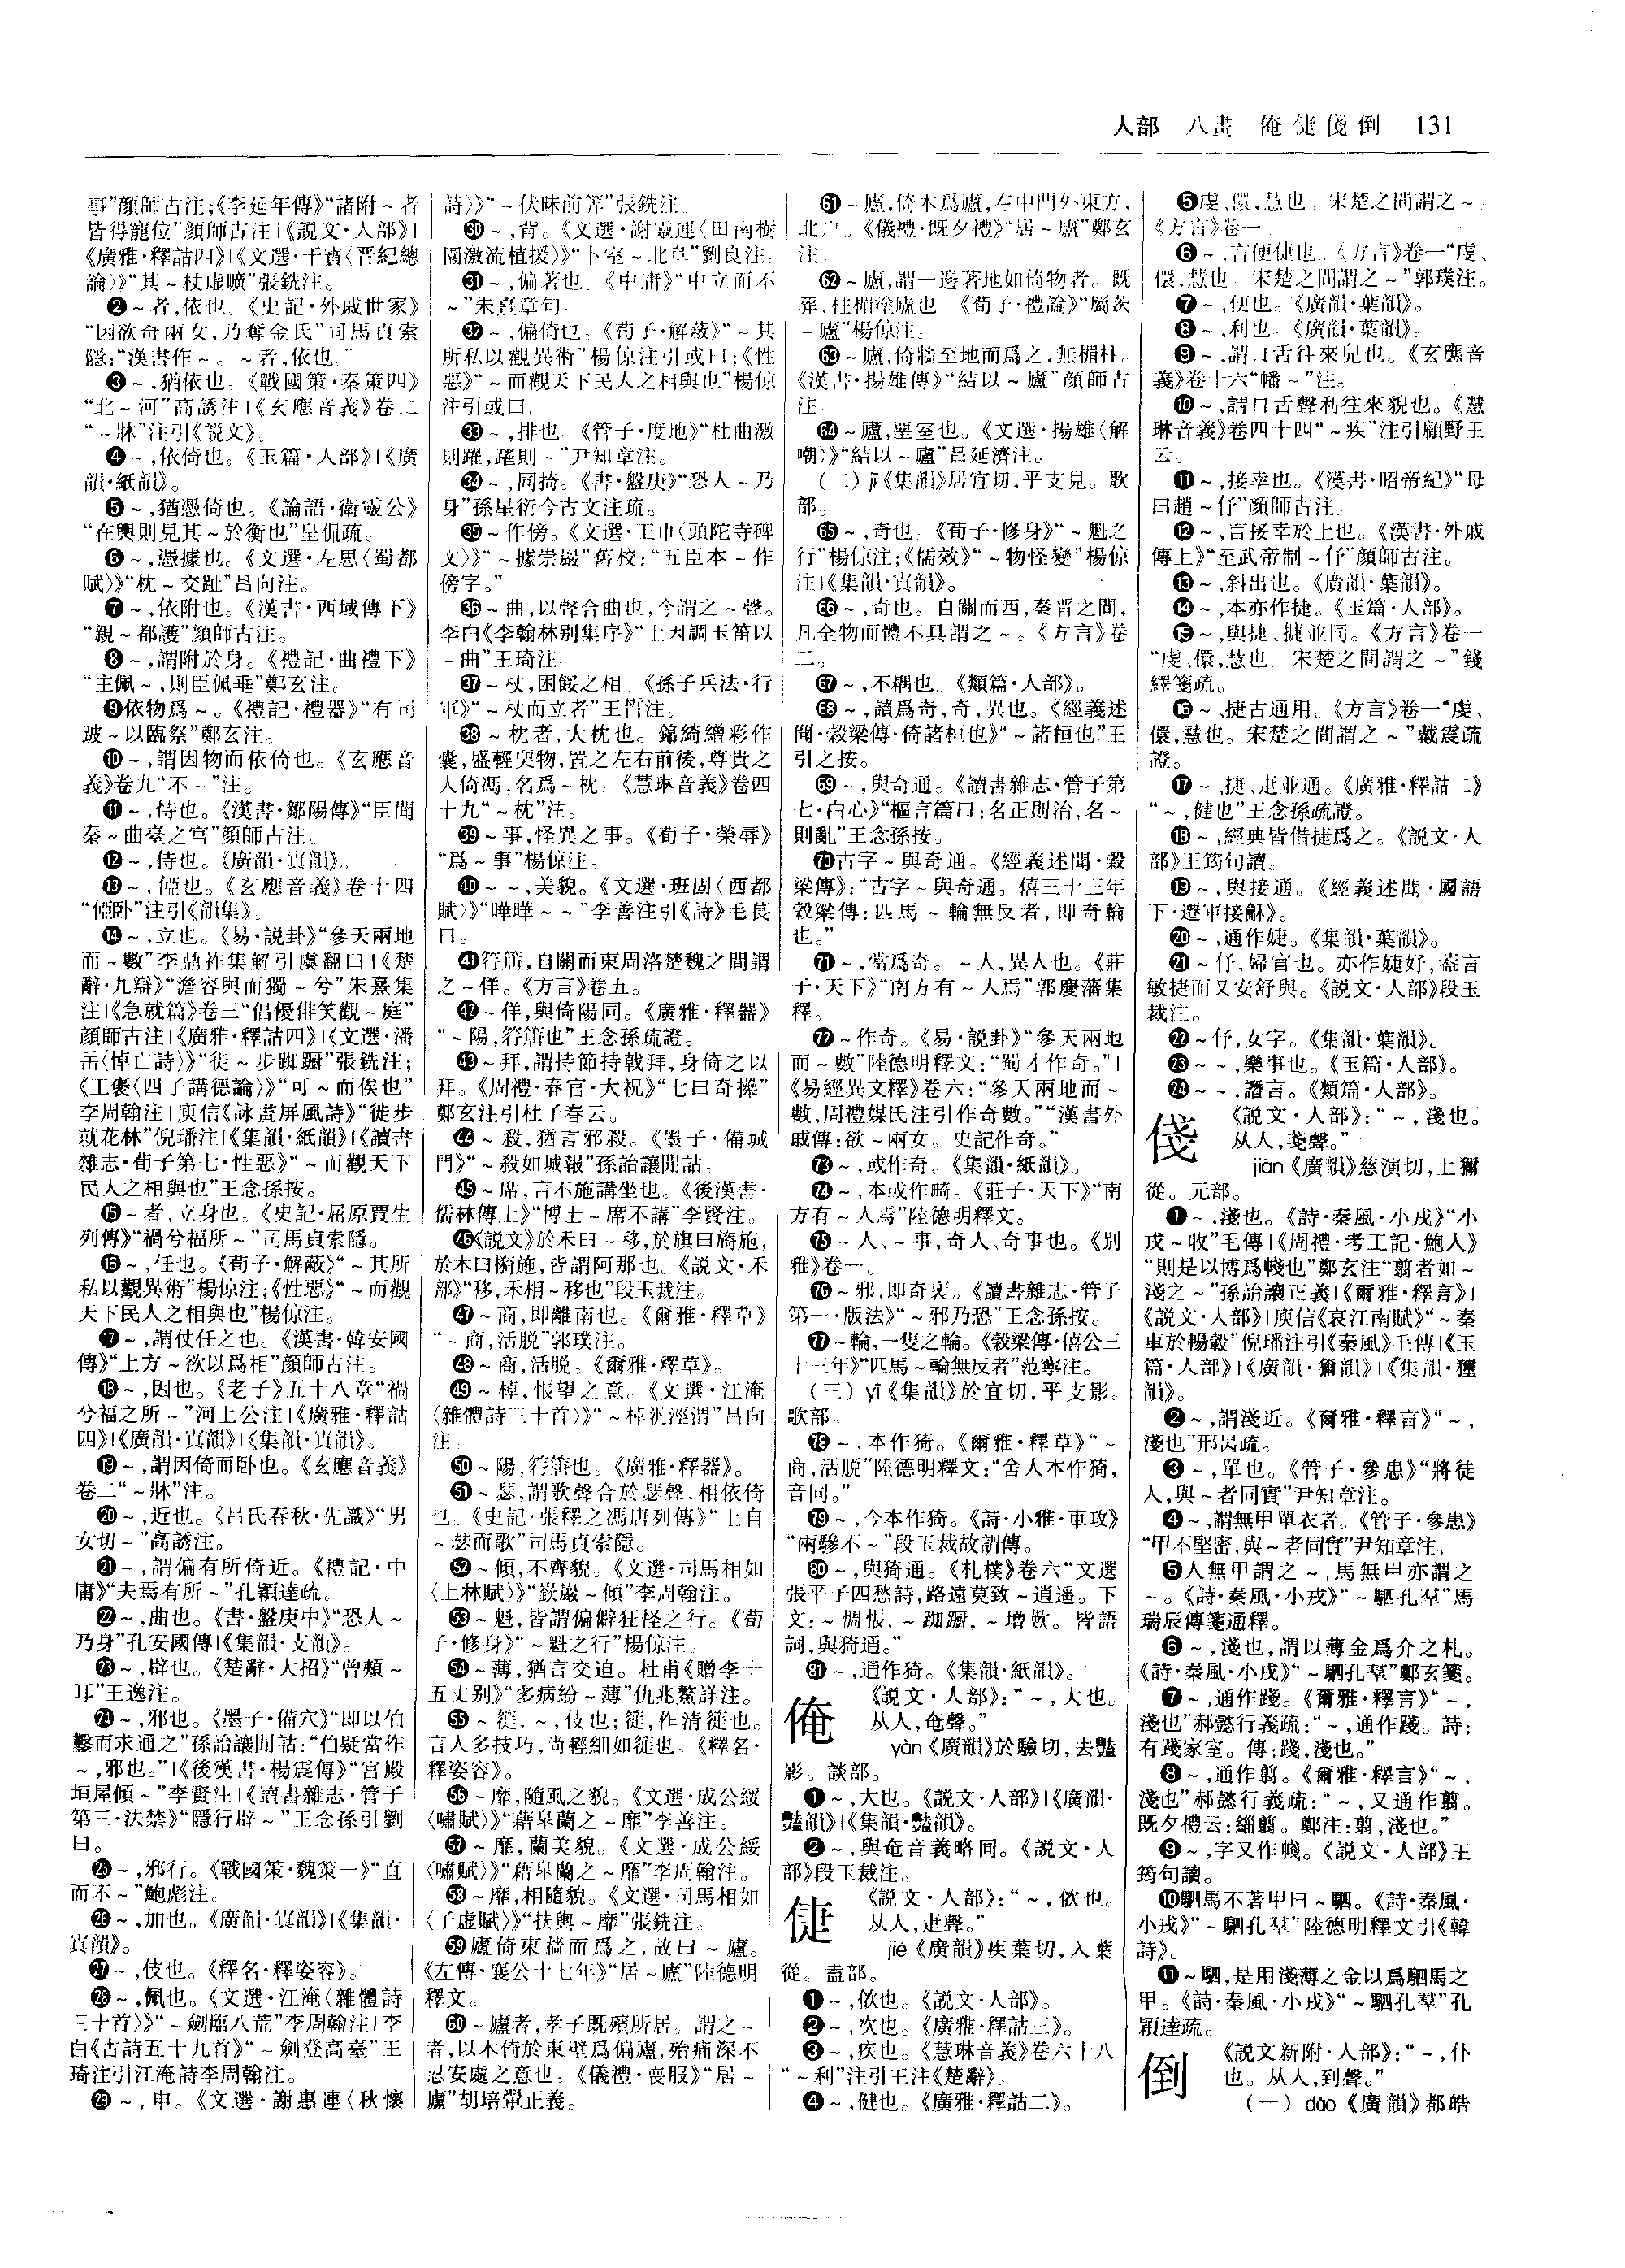 人部 八畫 俺倢俴倒 131
事”顔師古注;《李延年傳》“諸附~者
皆得寵位”顔師古注|《説文·人部》|
《廣雅·釋詁四》|《文選·干寶〈晋紀總
論〉》“其~杖虚曠”張銑注。
❷~者,依也。《史記·外戚世家》
“因欲奇兩女,乃奪金氏”司馬貞索
隱:“漢書作~。~者,依也。”
❸~,猶依也。《戰國策·秦策四》
“北~河”高誘注|《玄應音義》卷二
“~牀”注引《説文》。
❹~,依倚也。《玉篇·人部》|《廣
韻·紙韻》。
❺~,猶憑倚也。《論語·衛靈公》
“在輿則見其~於衡也”皇侃疏。
❻~,憑據也。《文選·左思〈蜀都
賦〉》“枕~交趾”吕向注。
❼~,依附也。《漢書·西域傳下》
“親~都護”顔師古注。
❽~,謂附於身。《禮記·曲禮下》
“主佩~,則臣佩垂”鄭玄注。
❾依物爲~。《禮記·禮器》“有司
跛~以臨祭”鄭玄注。
❿~,謂因物而依倚也。《玄應音
義》卷九“不~”注。
⓫~,恃也。《漢書·鄒陽傳》“臣聞
秦~曲臺之宫”顔師古注。
⓬~,侍也。《廣韻·寘韻》。
⓭~,傾也。《玄應音義》卷十四
“傾卧”注引《韻集》。
⓮~,立也。《易·説卦》“參天兩地
而~數”李鼎祚集解引虞翻曰|《楚
辭·九辯》“澹容與而獨~兮”朱熹集
注|《急就篇》卷三“倡優俳笑觀~庭”
顔師古注|《廣雅·釋詁四》|《文選·潘
岳〈悼亡詩〉》“徙~步踟躕”張銑注;
《王褒〈四子講德論〉》“可~而俟也”
李周翰注|庾信《詠畫屏風詩》“徙步
就花林”倪璠注|《集韻·紙韻》|《讀書
雜志·荀子第七·性惡》“~而觀天下
民人之相與也”王念孫按。
⓯~者,立身也。《史記·屈原賈生
列傳》“禍兮福所~”司馬貞索隱。
⓰~,任也。《荀子·解蔽》“~其所
私以觀異術”楊倞注;《性惡》“~而觀
天下民人之相與也”楊倞注。
⓱~,謂仗任之也。《漢書·韓安國
傳》“上方~欲以爲相”顔師古注。
⓲~,因也。《老子》五十八章“禍
兮福之所~”河上公注|《廣雅·釋詁
四》|《廣韻·寘韻》|《集韻·寘韻》。
⓳~,謂因倚而卧也。《玄應音義》
卷二“~牀”注。
⓴~,近也。《吕氏春秋·先識》“男
女切~”高誘注。
㉑~,謂偏有所倚近。《禮記·中
庸》“夫焉有所~”孔穎達疏。
㉒~,曲也。《書·盤庚中》“恐人~
乃身”孔安國傳|《集韻·支韻》。
㉓~,辟也。《楚辭·大招》“曾頰~
耳”王逸注。
㉔~,邪也。《墨子·備穴》“即以伯
鑿而求通之”孫詒讓閒詁:“伯疑當作
~,邪也。”|《後漢書·楊震傳》“宫殿
垣屋傾~”李賢注|《讀書雜志·管子
第三·法禁》“隱行辟~”王念孫引劉
曰。
㉕~,邪行。《戰國策·魏策一》“直
而不~”鮑彪注。
㉖~,加也。《廣韻·寘韻》|《集韻·
寘韻》。
㉗~,伎也。《釋名·釋姿容》。
㉘~,佩也。《文選·江淹〈雜體詩
三十首〉》“~劍臨八荒”李周翰注|李
白《古詩五十九首》“~劍登高臺”王
琦注引江淹詩李周翰注。
㉙~,申。《文選·謝惠連〈秋懷
詩〉》“~伏昧前筭”張銑注。
㉚~,背。《文選·謝靈運〈田南樹
園激流植援〉》“卜室~北阜”劉良注。
㉛~,偏著也。《中庸》“中立而不
~”朱熹章句。
㉜~,偏倚也。《荀子·解蔽》“~其
所私以觀異術”楊倞注引或曰;《性
惡》“~而觀天下民人之相與也”楊倞
注引或曰。
㉝~,排也。《管子·度地》“杜曲激
則躍,躍則~”尹知章注。
㉞~,同掎。《書·盤庚》“恐人~乃
身”孫星衍今古文注疏。
㉟~作傍。《文選·王巾〈頭陀寺碑
文〉》“~據崇巖”舊校:“五臣本~作
傍字。”
㊱~曲,以聲合曲也,今謂之~聲。
李白《李翰林别集序》“上因調玉笛以
~曲”王琦注。
㊲~杖,困餒之相。《孫子兵法·行
軍》“~杖而立者”王晳注。
㊳~枕者,大枕也。錦綺繒彩作
囊,盛輕耎物,置之左右前後,尊貴之
人倚馮,名爲~枕。《慧琳音義》卷四
十九“~枕”注。
㊴~事,怪異之事。《荀子·榮辱》
“爲~事”楊倞注。
㊵~~,美貌。《文選·班固〈西都
賦〉》“曄曄~~”李善注引《詩》毛萇
曰。
㊶筕篖,自關而東周洛楚魏之間謂
之~佯。《方言》卷五。
㊷~佯,與倚陽同。《廣雅·釋器》
“~陽,筕篖也”王念孫疏證。
㊸~拜,謂持節持戟拜,身倚之以
拜。《周禮·春官·大祝》“七曰奇𢷎”
鄭玄注引杜子春云。
㊹~殺,猶言邪殺。《墨子·備城
門》“~殺如城報”孫詒讓閒詁。
㊺~席,言不施講坐也。《後漢書·
儒林傳上》“博士~席不講”李賢注。
㊻《説文》於禾曰~移,於旗曰旖施,
於木曰檹施,皆謂阿那也。《説文·禾
部》“移,禾相~移也”段玉裁注。
㊼~商,即離南也。《爾雅·釋草》
“~商,活脱”郭璞注。
㊽~商,活脱。《爾雅·釋草》。
㊾~棹,悵望之意。《文選·江淹
〈雜體詩三十首〉》“~棹汎涇渭”吕向
注。
㊿~陽,筕篖也。《廣雅·釋器》。
51~瑟,謂歌聲合於瑟聲,相依倚
也。《史記·張釋之馮唐列傳》“上自
~瑟而歌”司馬貞索隱。
52~傾,不齊貌。《文選·司馬相如
〈上林賦〉》“嶔巖~傾”李周翰注。
53~魁,皆謂偏僻狂怪之行。《荀
子·修身》“~魁之行”楊倞注。
54~薄,猶言交迫。杜甫《贈李十
五丈别》“多病紛~薄”仇兆鰲詳注。
55~簁,~,伎也;簁,作清簁也。
言人多技巧,尚輕細如簁也。《釋名·
釋姿容》。
56~靡,隨風之貌。《文選·成公綏
〈嘯賦〉》“藉皋蘭之~靡”李善注。
57~靡,蘭美貌。《文選·成公綏
〈嘯賦〉》“藉皋蘭之~靡”李周翰注。
58~靡,相隨貌。《文選·司馬相如
〈子虚賦〉》“扶輿~靡”張銑注。
59廬倚東牆而爲之,故曰~廬。
《左傳·襄公十七年》“居~廬”陸德明
釋文。
60~廬者,孝子既殯所居。謂之~
者,以木倚於東壁爲偏廬,殆痛深不
忍安處之意也。《儀禮·喪服》“居~
廬”胡培翬正義。
61~廬,倚木爲廬,在中門外東方,
北户。《儀禮·既夕禮》“居~廬”鄭玄
注。
62~廬,謂一邊著地如倚物者。既
葬,柱楣塗廬也。《荀子·禮論》“屬茨
~廬”楊倞注。
63~廬,倚牆至地而爲之,無楣柱。
《漢書·揚雄傳》“結以~廬”顔師古
注。
64~廬,堊室也。《文選·揚雄〈解
嘲〉》“結以~廬”吕延濟注。
(二)jī《集韻》居宜切,平支見。歌
部。
65~,奇也。《荀子·修身》“~魁之
行”楊倞注;《儒效》“~物怪變”楊倞
注|《集韻·寘韻》。
66~,奇也。自關而西,秦晋之間,
凡全物而體不具謂之~。《方言》卷
二。
67~,不耦也。《類篇·人部》。
68~,讀爲奇,奇,異也。《經義述
聞·穀梁傳·倚諸桓也》“~諸桓也”王
引之按。
69~,與奇通。《讀書雜志·管子第
七·白心》“樞言篇曰:名正則治,名~
則亂”王念孫按。
70古字~與奇通。《經義述聞·穀
梁傳》:“古字~與奇通。僖三十三年
穀梁傳:匹馬~輪無反者,即奇輪
也。”
71~,當爲奇。~人,異人也。《莊
子·天下》“南方有~人焉”郭慶藩集
釋。
72~作奇。《易·説卦》“參天兩地
而~數”陸德明釋文:“蜀才作奇。”|
《易經異文釋》卷六:“參天兩地而~
數,周禮媒氏注引作奇數。”“漢書外
戚傳:欲~兩女。史記作奇。”
73~,或作奇。《集韻·紙韻》。
74~,本或作畸。《莊子·天下》“南
方有~人焉”陸德明釋文。
75~人、~事,奇人、奇事也。《别
雅》卷一。
76~邪,即奇衺。《讀書雜志·管子
第一·版法》“~邪乃恐”王念孫按。
77~輪,一隻之輪。《穀梁傳·僖公三
十三年》“匹馬~輪無反者”范寧注。
(三)yī《集韻》於宜切,平支影。
歌部。
78~,本作猗。《爾雅·釋草》“~
商,活脱”陸德明釋文:“舍人本作猗,
音同。”
79~,今本作猗。《詩·小雅·車攻》
“兩驂不~”段玉裁故訓傳。
80~,與猗通。《札樸》卷六“文選
張平子四愁詩,路遠莫致~逍遥。下
文:~惆悵,~踟躕,~增歎。皆語
詞,與猗通。”
81~,通作猗。《集韻·紙韻》。
俺
《説文·人部》:“~,大也。
从人,奄聲。”
yàn《廣韻》於驗切,去豔
影。談部。
❶~,大也。《説文·人部》|《廣韻·
豔韻》|《集韻·豔韻》。
❷~,與奄音義略同。《説文·人
部》段玉裁注。
倢
《説文·人部》:“~,佽也。
从人,疌聲。”
jié《廣韻》疾葉切,入葉
從。盍部。
❶~,佽也。《説文·人部》。
❷~,次也。《廣雅·釋詁三》。
❸~,疾也。《慧琳音義》卷六十八
“~利”注引王注《楚辭》。
❹~,健也。《廣雅·釋詁二》。
❺虔、儇,慧也。宋楚之間謂之~。
《方言》卷一。
❻~,言便倢也。《方言》卷一“虔、
儇,慧也。宋楚之間謂之~”郭璞注。
❼~,便也。《廣韻·葉韻》。
❽~,利也。《廣韻·葉韻》。
❾~,謂口舌往來皃也。《玄應音
義》卷十六“幡~”注。
❿~,謂口舌聲利往來貌也。《慧
琳音義》卷四十四“~疾”注引顧野王
云。
⓫~,接幸也。《漢書·昭帝紀》“母
曰趙~伃”顔師古注。
⓬~,言接幸於上也。《漢書·外戚
傳上》“至武帝制~伃”顔師古注。
⓭~,斜出也。《廣韻·葉韻》。
⓮~,本亦作捷。《玉篇·人部》。
⓯~,與捷、㨗並同。《方言》卷一
“虔、儇,慧也。宋楚之間謂之~”錢
繹箋疏。
⓰~,捷古通用。《方言》卷一“虔、
儇,慧也。宋楚之間謂之~”戴震疏
證。
⓱~,捷、疌並通。《廣雅·釋詁二》
“~,健也”王念孫疏證。
⓲~,經典皆借捷爲之。《説文·人
部》王筠句讀。
⓳~,與接通。《經義述聞·國語
下·還軍接龢》。
⓴~,通作婕。《集韻·葉韻》。
㉑~伃,婦官也。亦作婕妤,葢言
敏捷而又安舒與。《説文·人部》段玉
裁注。
㉒~伃,女字。《集韻·葉韻》。
㉓~~,樂事也。《玉篇·人部》。
㉔~~,譖言。《類篇·人部》。
俴
《説文·人部》:“~,淺也。
从人,戔聲。”
jiàn《廣韻》慈演切,上獮
從。元部。
❶~,淺也。《詩·秦風·小戎》“小
戎~收”毛傳|《周禮·考工記·鮑人》
“則是以博爲帴也”鄭玄注“翦者如~
淺之~”孫詒讓正義|《爾雅·釋言》|
《説文·人部》|庾信《哀江南賦》“~秦
車於暢轂”倪璠注引《秦風》毛傳|《玉
篇·人部》|《廣韻·獮韻》|《集韻·𤣗
韻》。
❷~,謂淺近。《爾雅·釋言》“~,
淺也”邢昺疏。
❸~,單也。《管子·參患》“將徒
人,與~者同實”尹知章注。
❹~,謂無甲單衣者。《管子·參患》
“甲不堅密,與~者同實”尹知章注。
❺人無甲謂之~,馬無甲亦謂之
~。《詩·秦風·小戎》“~駟孔羣”馬
瑞辰傳箋通釋。
❻~,淺也,謂以薄金爲介之札。
《詩·秦風·小戎》“~駟孔羣”鄭玄箋。
❼~,通作踐。《爾雅·釋言》“~,
淺也”郝懿行義疏:“~,通作踐。詩:
有踐家室。傳:踐,淺也。”
❽~,通作翦。《爾雅·釋言》“~,
淺也”郝懿行義疏:“~,又通作翦。
既夕禮云:緇翦。鄭注:翦,淺也。”
❾~,字又作帴。《説文·人部》王
筠句讀。
❿駟馬不著甲曰~駟。《詩·秦風·
小戎》“~駟孔羣”陸德明釋文引《韓
詩》。
⓫~駟,是用淺薄之金以爲駟馬之
甲。《詩·秦風·小戎》“~駟孔羣”孔
穎達疏。
倒
《説文新附·人部》:“~,仆
也。从人,到聲。”
(一)dǎo《廣韻》都皓